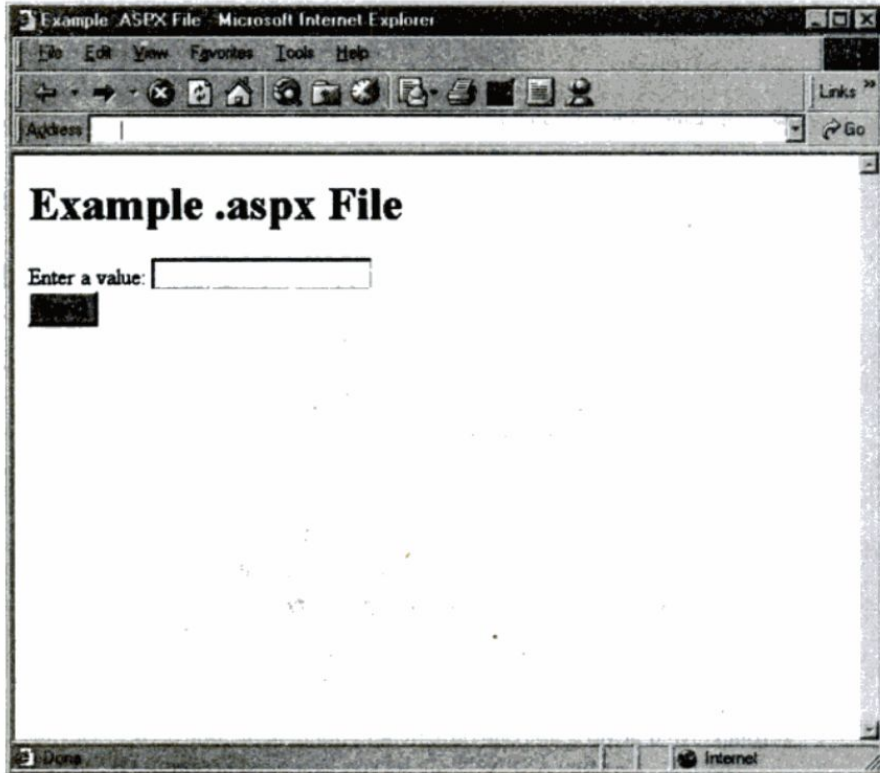 Example .ASPX File - Microsoft Internet Explorer
File Edit View Favorites Tools Help
Links »
Address
Go
Example .aspx File
Enter a value:
Done
Internet